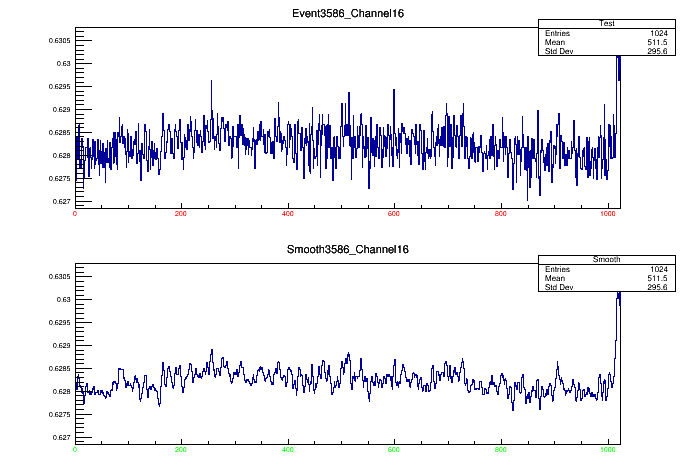 Event3586_Channel16
Test
Entries 1024
Mean 511.5
Std Dev 295.6
0.6305
0.63
0.6295
0.629
0.6285
0.628
0.6275
0.627
0 200 400 600 800 1000
Smooth3586_Channel16
Smooth
Entries 1024
Mean 511.5
Std Dev 295.6
0.6305
0.63
0.6295
0.629
0.6285
0.628
0.6275
0.627
0 200 400 600 800 1000